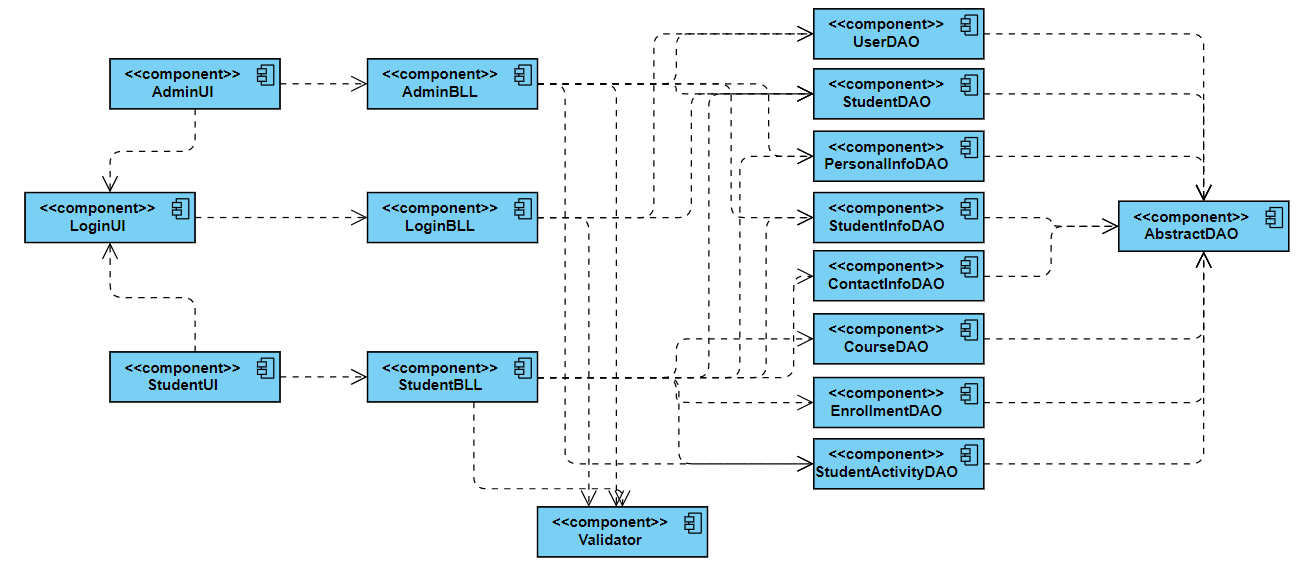 <<component>>
UserDAO
<<component>>
AdminUI
<<component>>
AdminBLL
<<component>>
StudentDAO
<<component>>
PersonalInfoDAO
<<component>>
LoginUI
<<component>>
LoginBLL
<<component>>
StudentInfoDAO
<<component>>
AbstractDAO
<<component>>
ContactInfoDAO
<<component>>
CourseDAO
<<component>>
StudentUI
<<component>>
StudentBLL
<<component>>
EnrollmentDAO
<<component>>
StudentActivityDAO
<<component>>
Validator